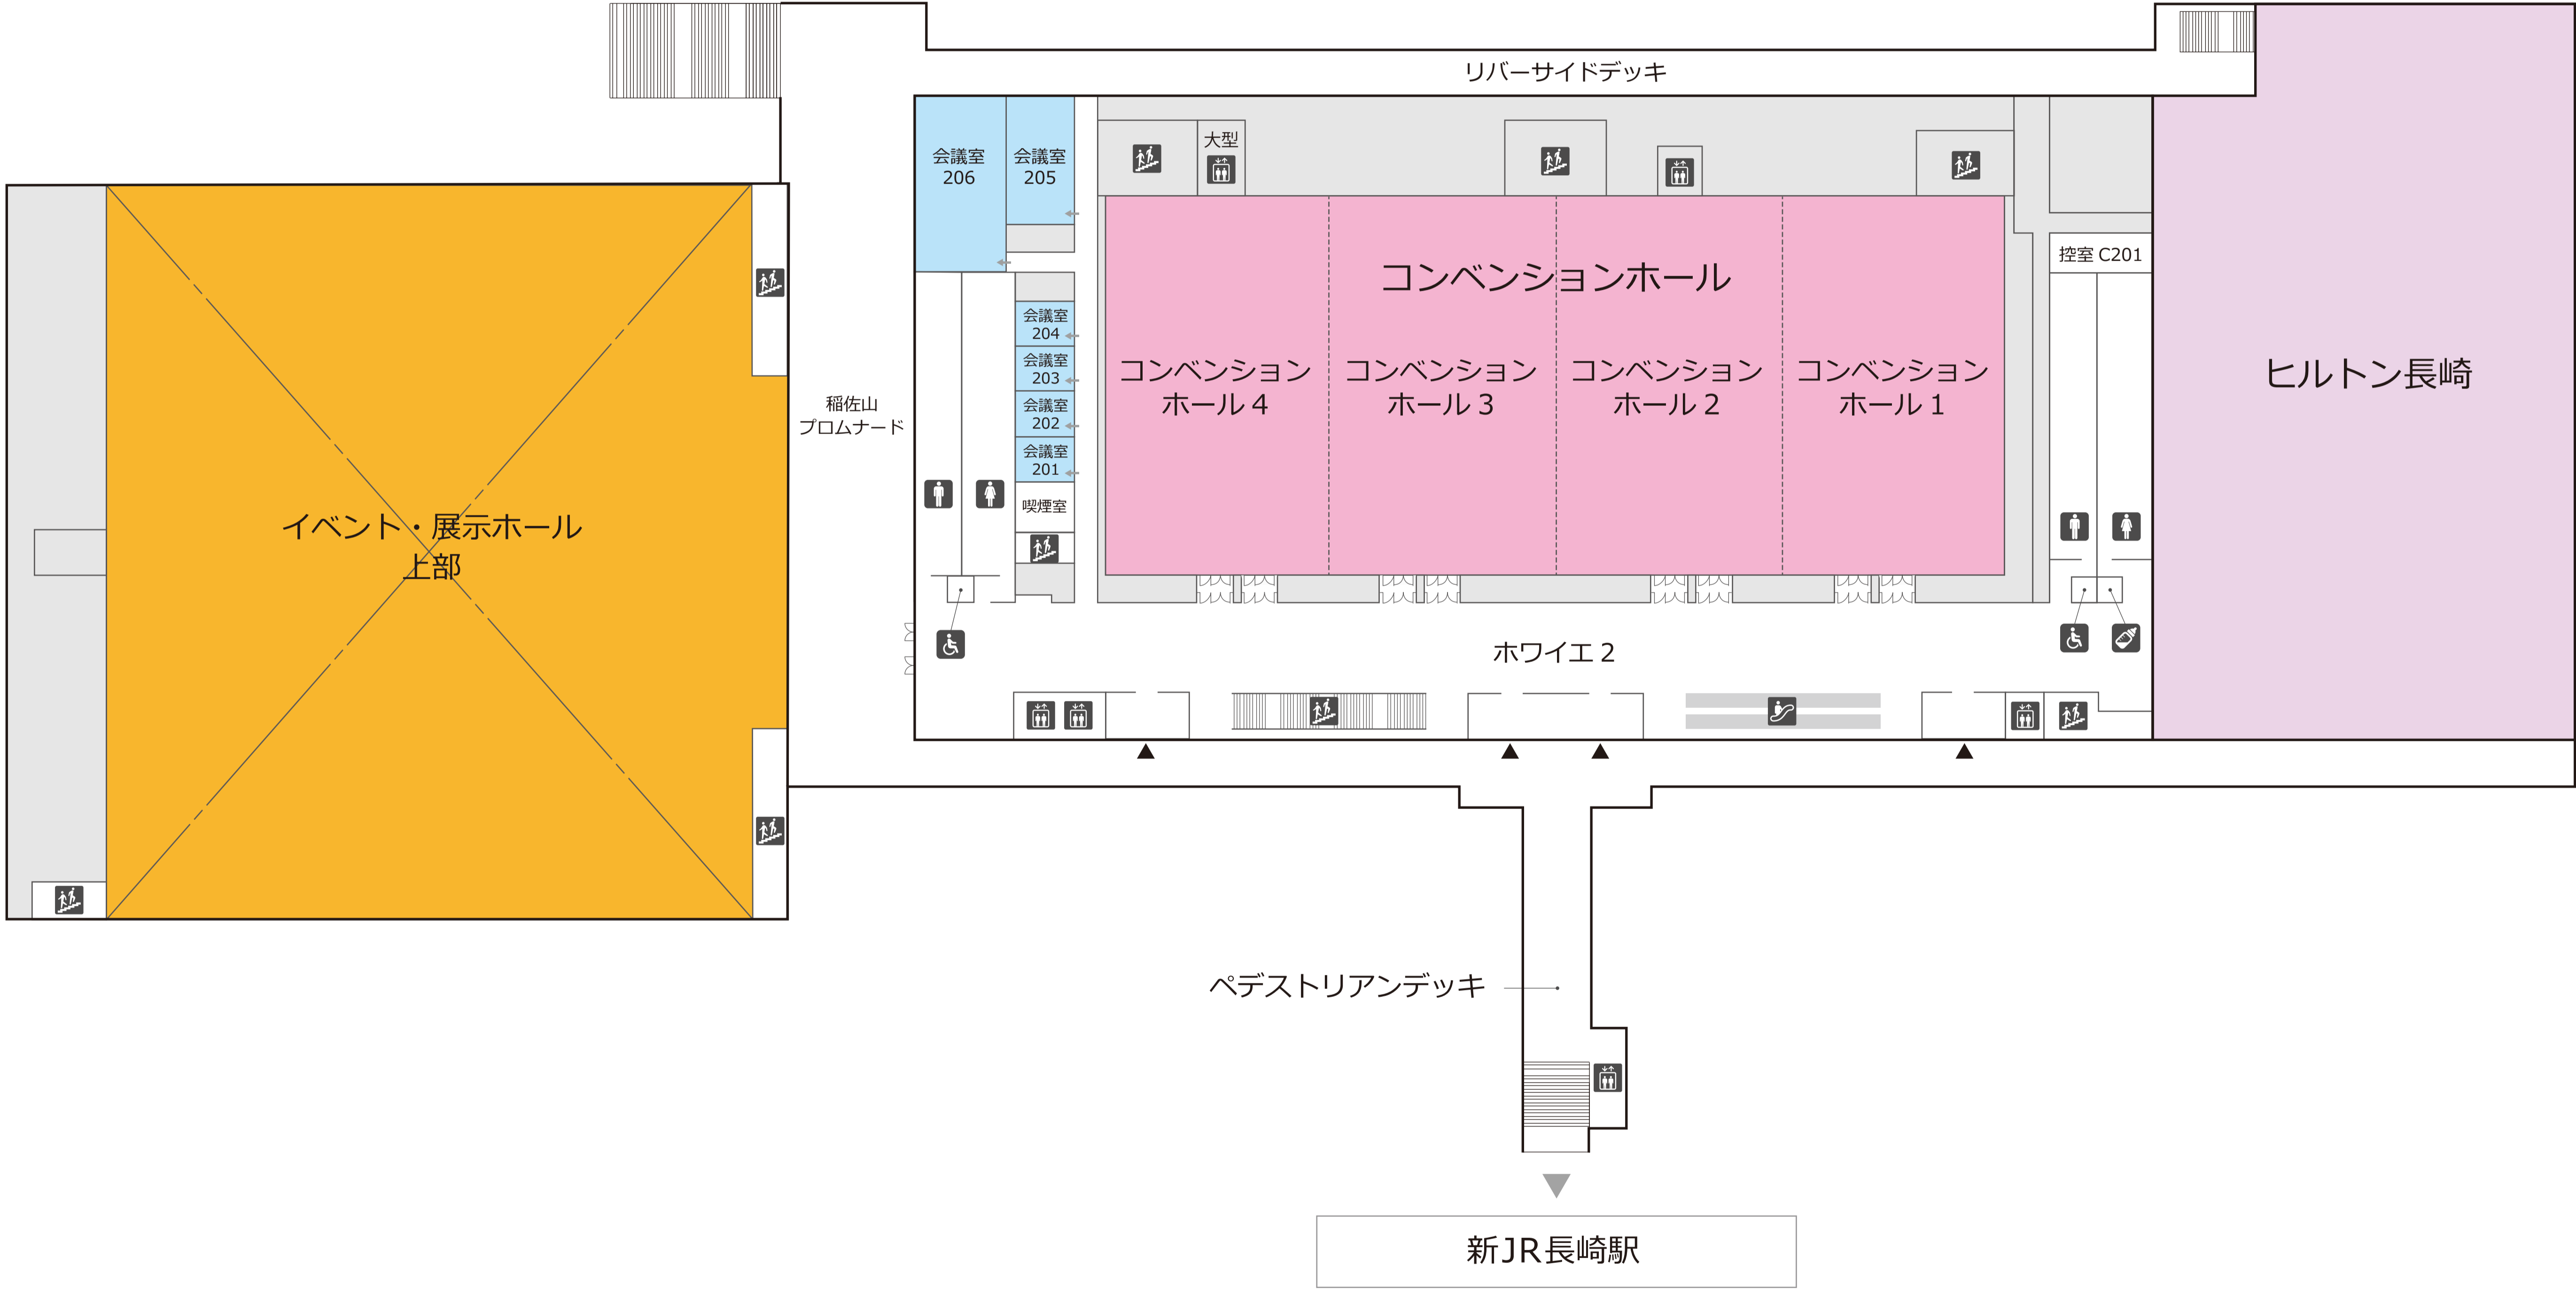 リバーサイドデッキ
大型
会議室
206
会議室
205
控室 C201
コンベンションホール
会議室
204
会議室
203
会議室
202
会議室
201
喫煙室
コンベンション
ホール 4
コンベンション
ホール 3
コンベンション
ホール 2
コンベンション
ホール 1
ヒルトン長崎
稲佐山
プロムナード
イベント・展示ホール
上部
ホワイエ 2
ペデストリアンデッキ
新JR長崎駅